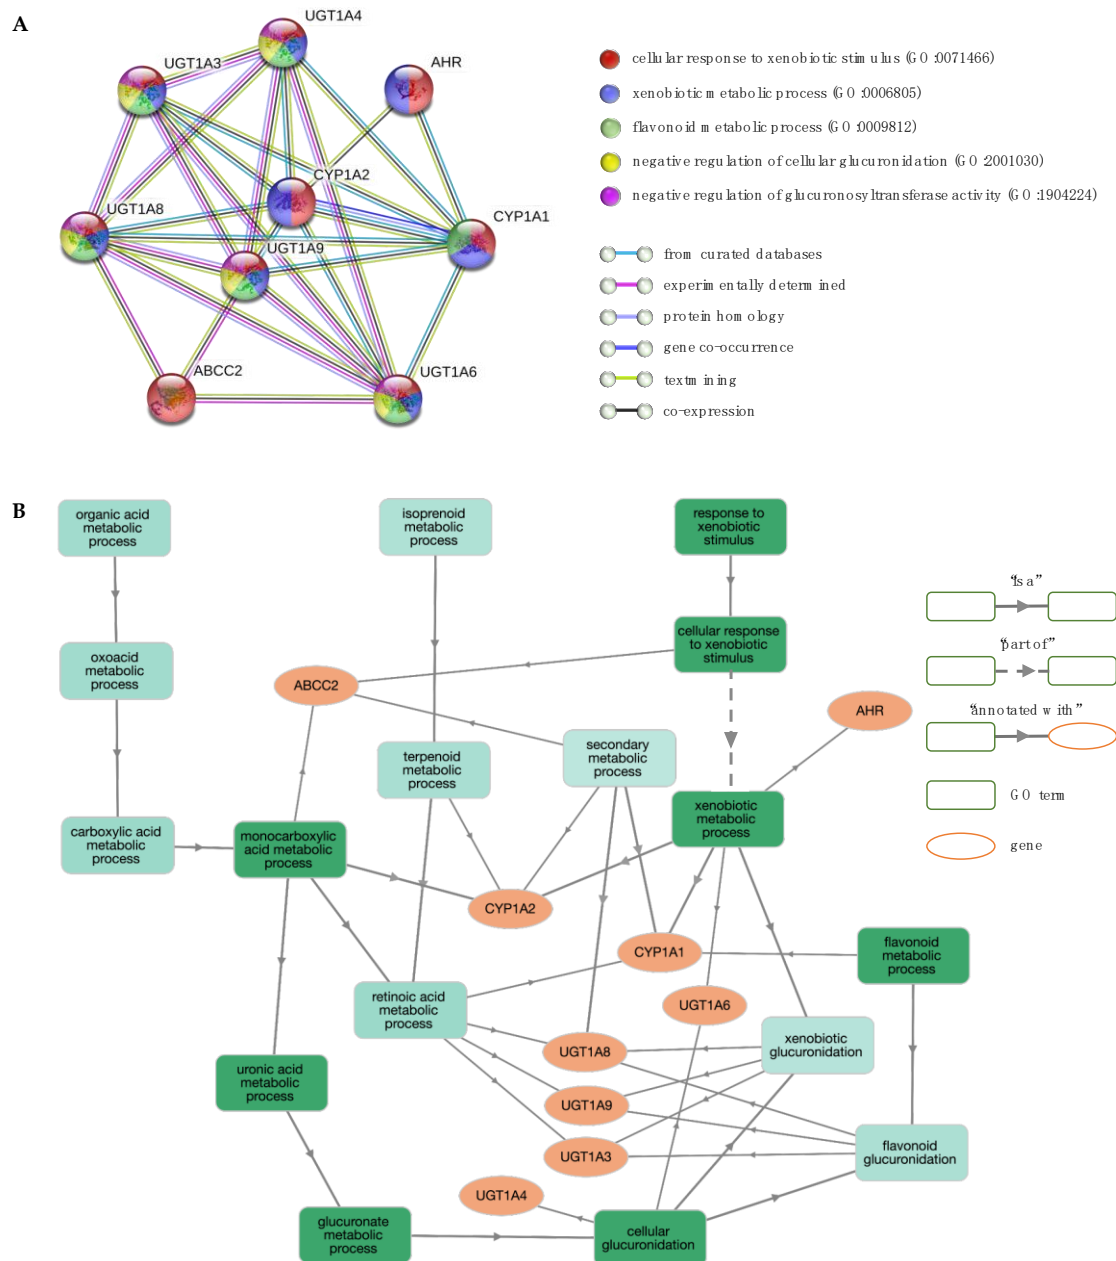 A
UGT1A4
UGT1A3
AHR
CYP1A2
UGT1A8
CYP1A1
UGT1A9
ABCC2
UGT1A6
cellular response to xenobiotic stimulus (GO:0071466)
xenobiotic metabolic process (GO:0006805)
flavonoid metabolic process (GO:0009812)
negative regulation of cellular glucuronidation (GO:2001030)
negative regulation of glucuronosyltransferase activity (GO:1904224)
from curated databases
experimentally determined
protein homology
gene co-occurrence
textmining
co-expression
B
organic acid
metabolic
process
isoprenoid
metabolic
process
response to
xenobiotic
stimulus
"Is a"
oxoacid
metabolic
process
cellular response
to xenobiotic
stimulus
"part of"
ABCC2
AHR
"annotated with"
terpenoid
metabolic
process
secondary
metabolic
process
GO term
carboxylic acid
metabolic
process
monocarboxylic
acid metabolic
process
xenobiotic
metabolic
process
gene
CYP1A2
CYP1A1
flavonoid
metabolic
process
retinoic acid
metabolic
process
UGT1A6
UGT1A8
xenobiotic
glucuronidation
uronic acid
metabolic
process
UGT1A9
UGT1A3
flavonoid
glucuronidation
UGT1A4
glucuronate
metabolic
process
cellular
glucuronidation